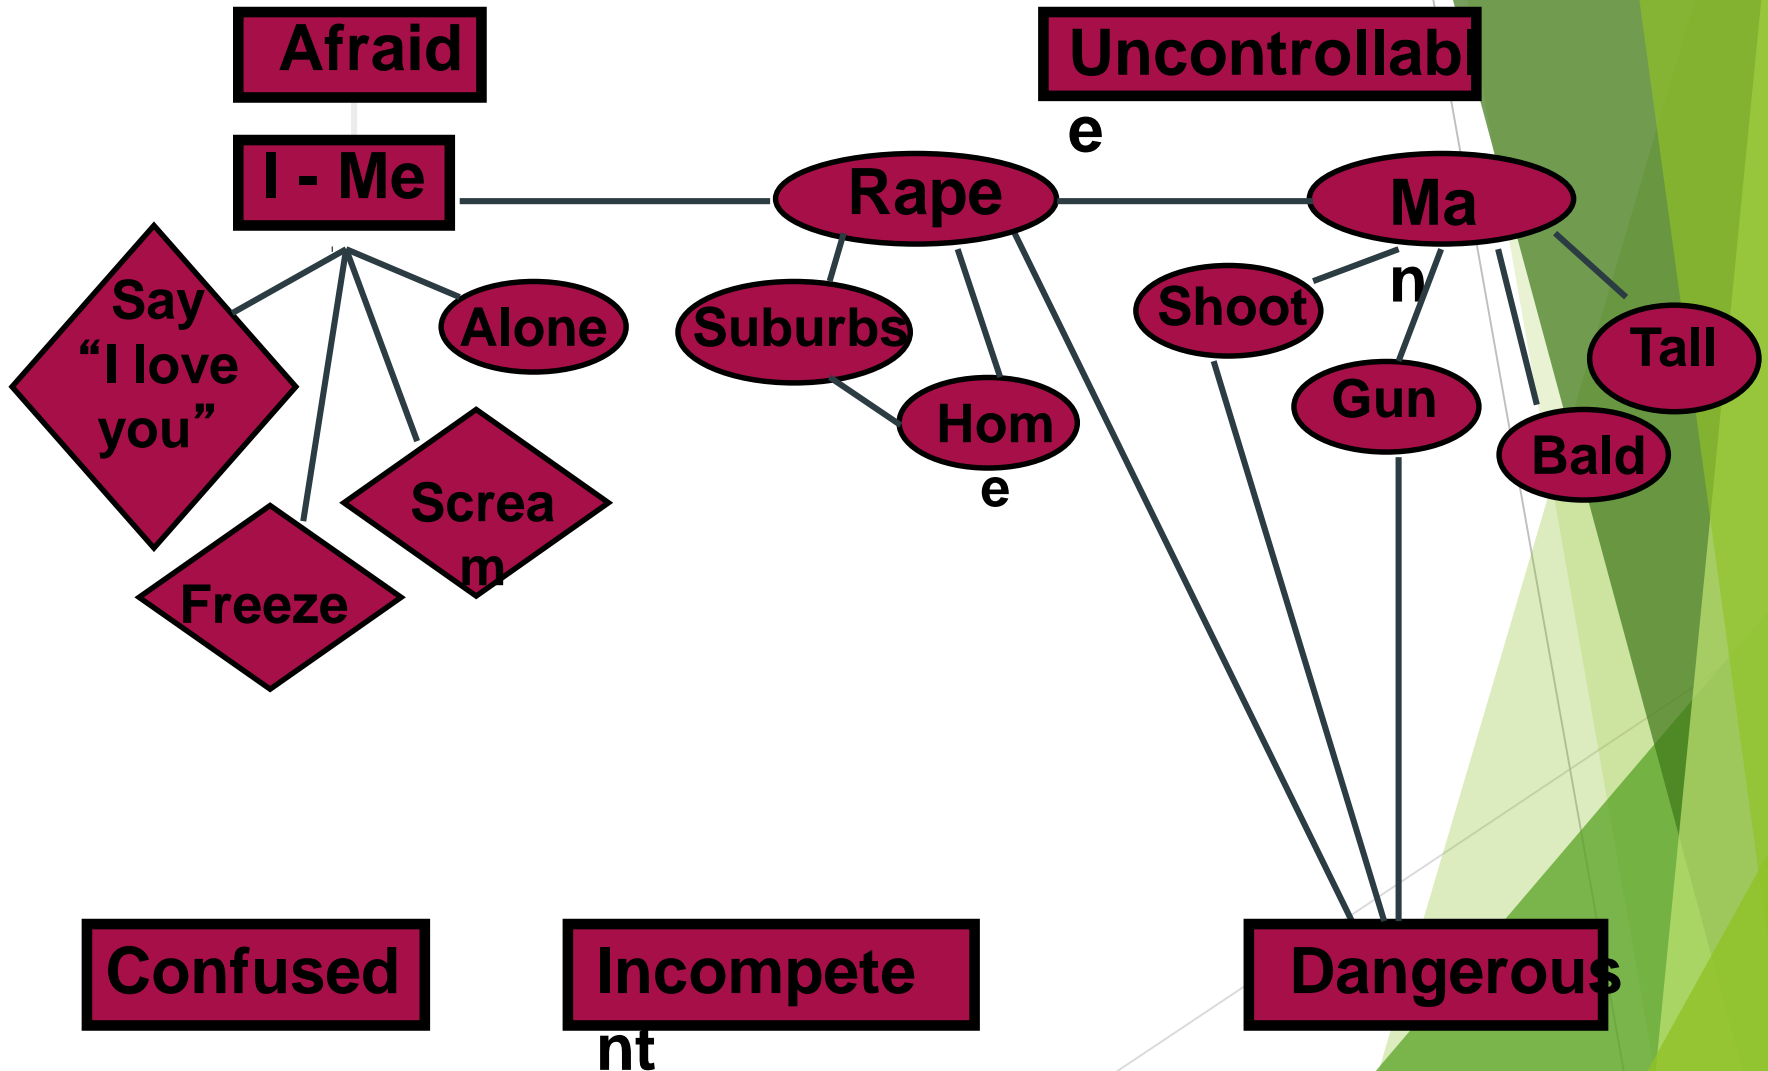 Afraid
Uncontrollabl
e
I - Me
Rape
Ma
n
Say
“I love
you”
Alone
Suburbs
Shoot
Tall
Hom
e
Gun
Bald
Screa
m
Freeze
Confused
Incompete
nt
Dangerous